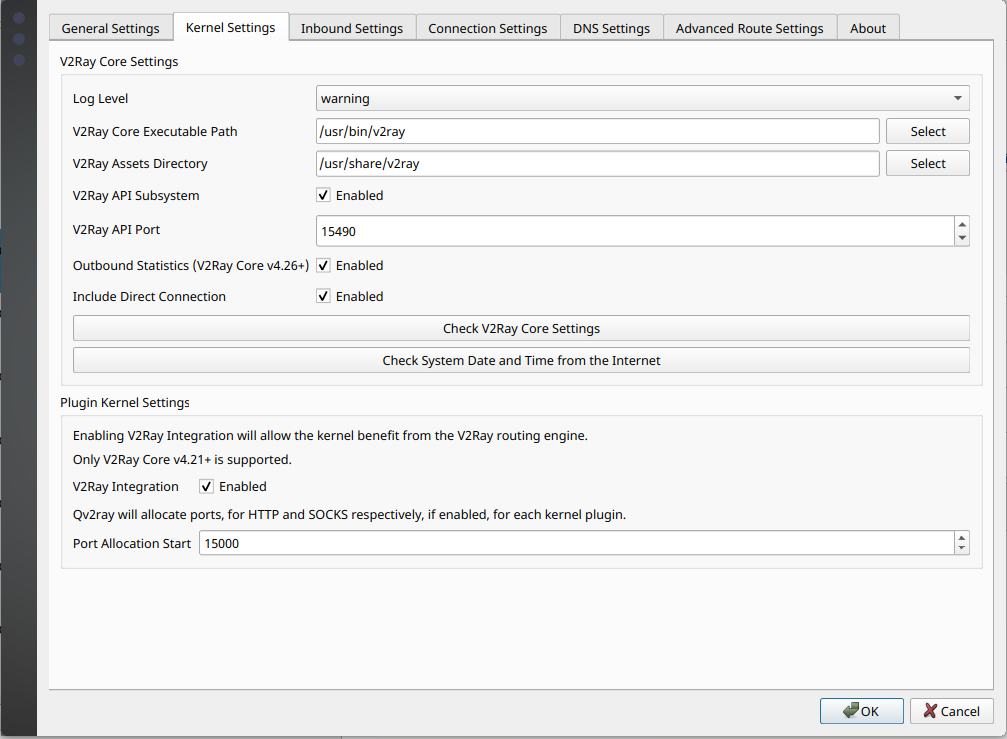 General Settings Kernel Settings Inbound Settings Connection Settings DNS Settings Advanced Route Settings About
V2Ray Core Settings
Log Level warning
V2Ray Core Executable Path /usr/bin/v2ray Select
V2Ray Assets Directory /usr/share/v2ray Select
V2Ray API Subsystem Enabled
V2Ray API Port 15490
Outbound Statistics (V2Ray Core v4.26+) Enabled
Include Direct Connection Enabled
Check V2Ray Core Settings
Check System Date and Time from the Internet
Plugin Kernel Settings
Enabling V2Ray Integration will allow the kernel benefit from the V2Ray routing engine.
Only V2Ray Core v4.21+ is supported.
V2Ray Integration Enabled
Qv2ray will allocate ports, for HTTP and SOCKS respectively, if enabled, for each kernel plugin.
Port Allocation Start 15000
OK Cancel